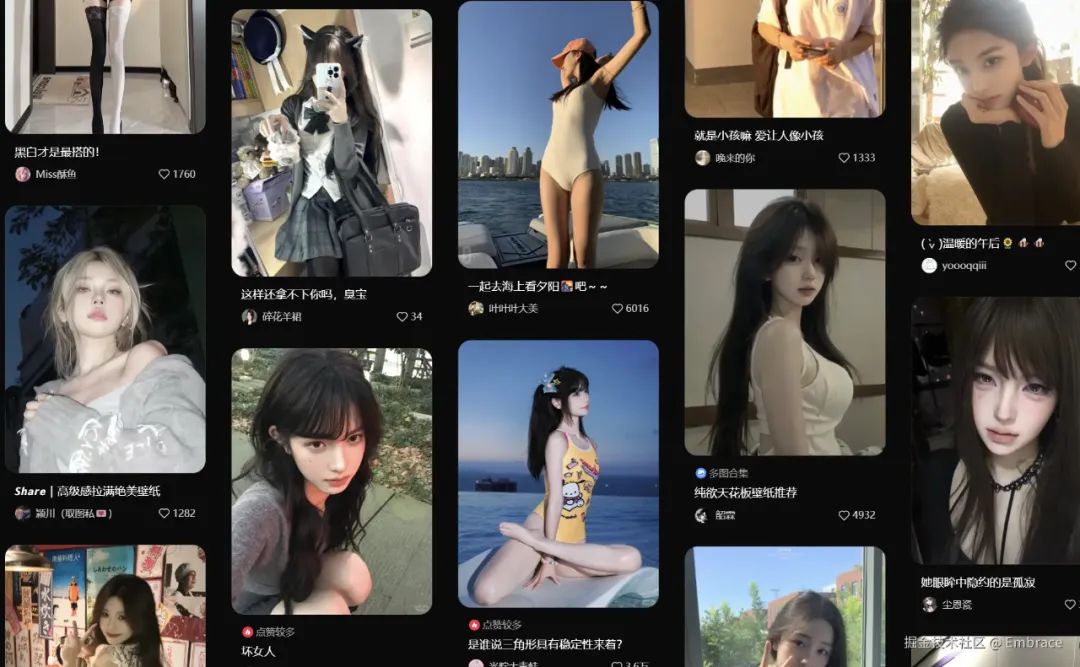 黑白才是最搭的!
Miss酥鱼
1760
Share | 高级感拉满绝美壁纸
颍川（取图私💌）
1282
这样还拿不下你吗，臭宝
碎花羊裙
34
点赞较多
坏女人
一起去海上看夕阳🌇吧~~
叶叶叶大美
6016
点赞较多
是谁说三角形具有稳定性来着？
3.6万
就是小孩嘛 爱让人像小孩
晚来的你
1333
多图合集
纯欲天花板壁纸推荐
韶霖
4932
温暖的午后🌻
yoooqqiii
她眼眸中隐约的是孤寂
尘恩瓷
掘金技术社区 @ Embrace